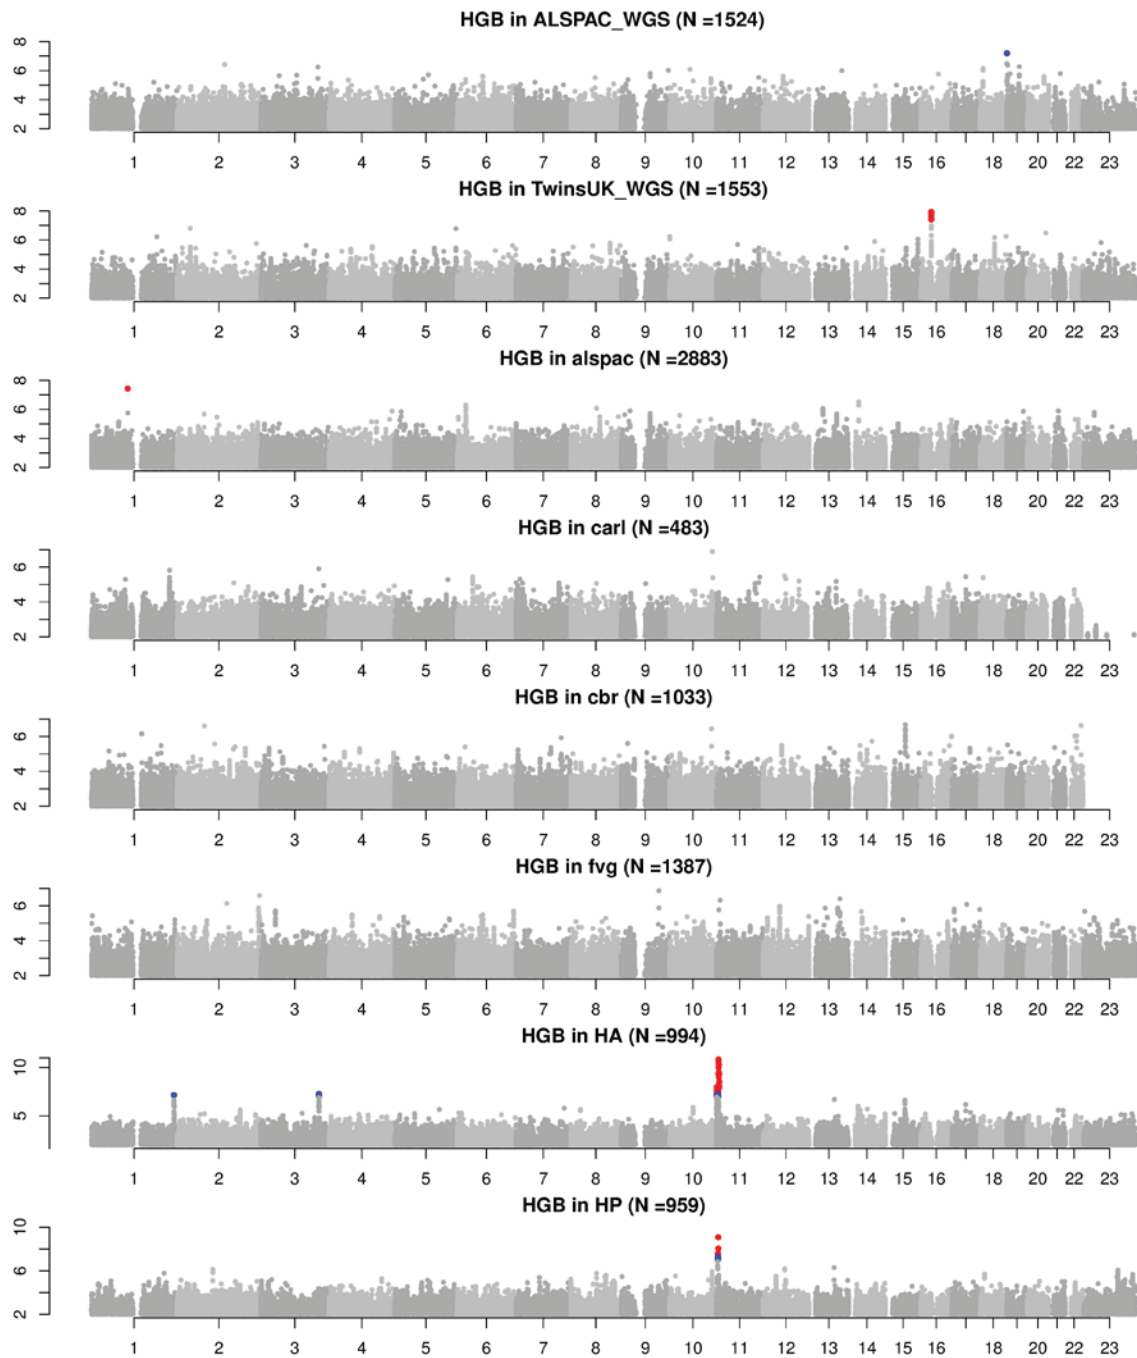 HGB in ALSPAC_WGS (N =1524)
8
6
4
2
1 2 3 4 5 6 7 8 9 10 11 12 13 14 15 16 18 20 22 23
HGB in TwinsUK_WGS (N =1553)
8
6
4
2
1 2 3 4 5 6 7 8 9 10 11 12 13 14 15 16 18 20 22 23
HGB in alspac (N =2883)
8
6
4
2
1 2 3 4 5 6 7 8 9 10 11 12 13 14 15 16 18 20 22 23
HGB in carl (N =483)
6
4
2
1 2 3 4 5 6 7 8 9 10 11 12 13 14 15 16 18 20 22 23
HGB in cbr (N =1033)
6
4
2
1 2 3 4 5 6 7 8 9 10 11 12 13 14 15 16 18 20 22 23
HGB in fvg (N =1387)
6
4
2
1 2 3 4 5 6 7 8 9 10 11 12 13 14 15 16 18 20 22 23
HGB in HA (N =994)
10
5
1 2 3 4 5 6 7 8 9 10 11 12 13 14 15 16 18 20 22 23
HGB in HP (N =959)
10
6
4
2
1 2 3 4 5 6 7 8 9 10 11 12 13 14 15 16 18 20 22 23